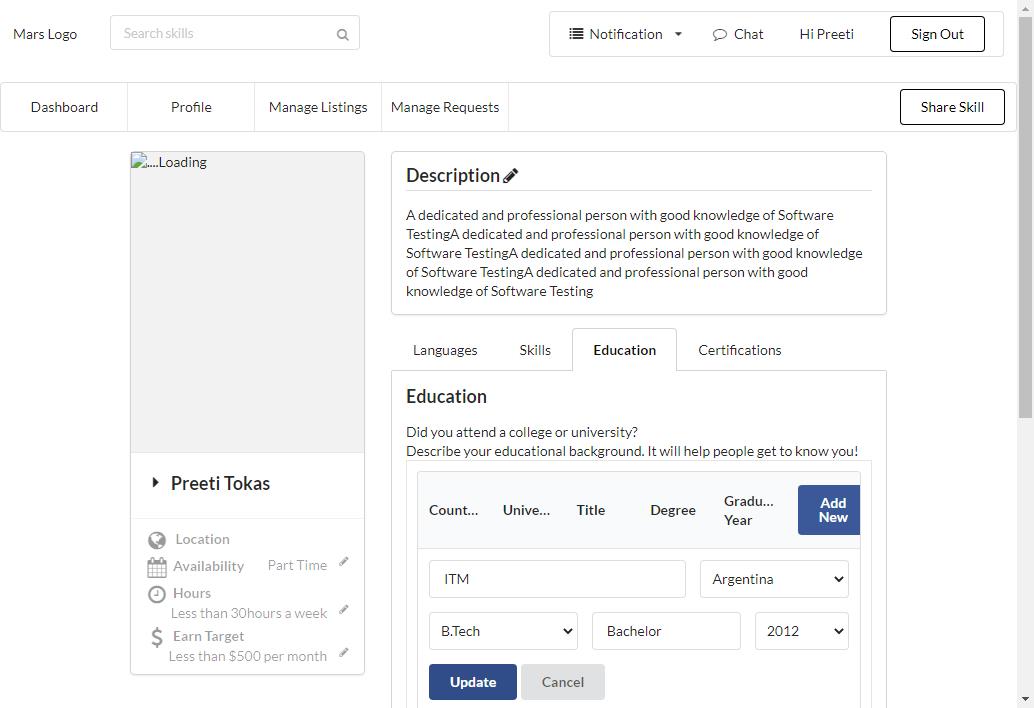 Mars Logo
Search skills
Notification
Chat
Hi Preeti
Sign Out
Dashboard
Profile
Manage Listings
Manage Requests
Share Skill
....Loading
Preeti Tokas
Location
Availability
Part Time
Hours
Less than 30hours a week
Earn Target
Less than $500 per month
Description
A dedicated and professional person with good knowledge of Software
TestingA dedicated and professional person with good knowledge of
Software TestingA dedicated and professional person with good knowledge
of Software TestingA dedicated and professional person with good
knowledge of Software Testing
Languages
Skills
Education
Certifications
Education
Did you attend a college or university?
Describe your educational background. It will help people get to know you!
Count...
Unive...
Title
Degree
Gradu...
Year
Add
New
ITM
Argentina
B.Tech
Bachelor
2012
Update
Cancel